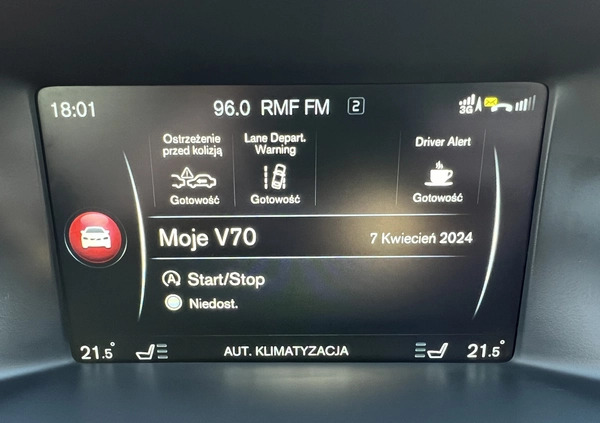 18:01 96.0 RMF FM 2 3G
Ostrzeżenie
przed kolizją
Gotowość
Lane Depart.
Warning
Gotowość
Driver Alert
Gotowość
Moje V70 7 Kwiecień 2024
A Start/Stop
Niedost.
21.5° AUT. KLIMATYZACJA 21.5°